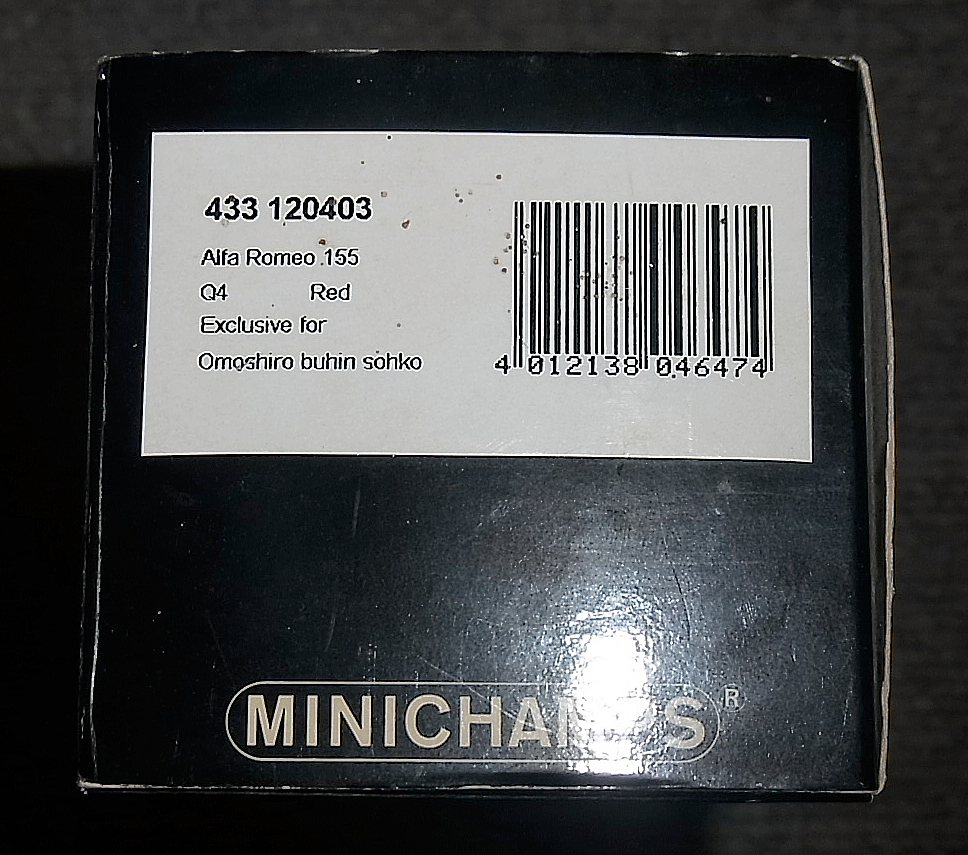 433 120403
Alfa Romeo 155
Q4 Red
Exclusive for
Omoshiro buhin sohko
4 012138 046474
MINICHAMPS®